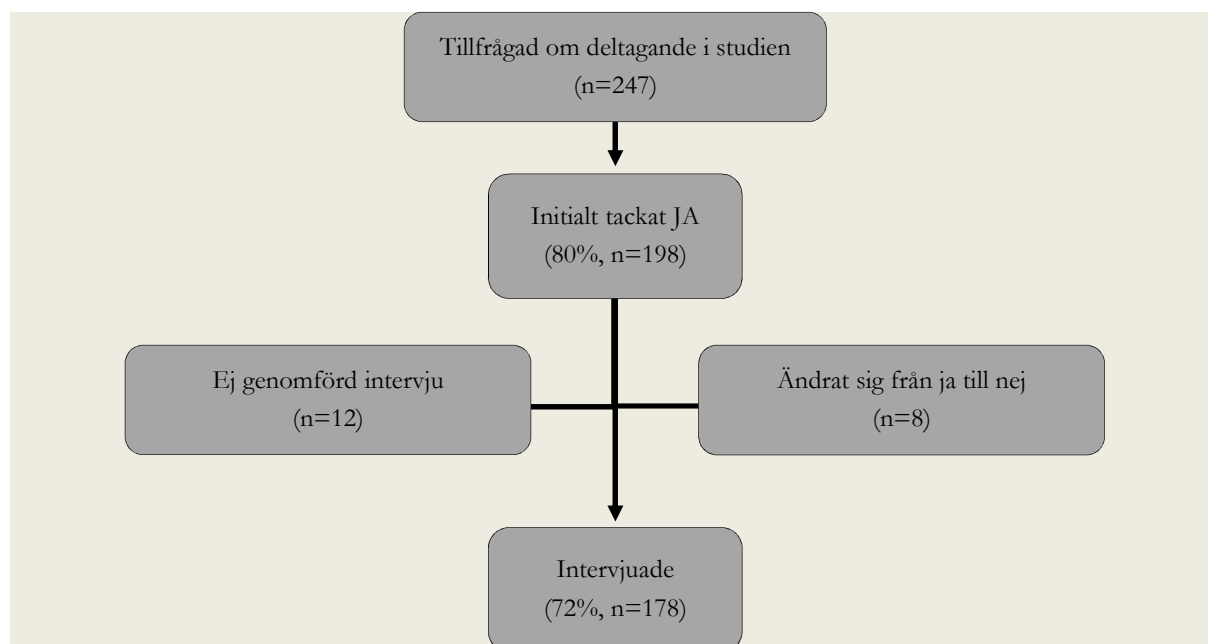 Tillfrågad om deltagande i studien
(n=247)
Initialt tackat JA
(80%, n=198)
Ej genomförd intervju
(n=12)
Ändrat sig från ja till nej
(n=8)
Intervjuade
(72%, n=178)